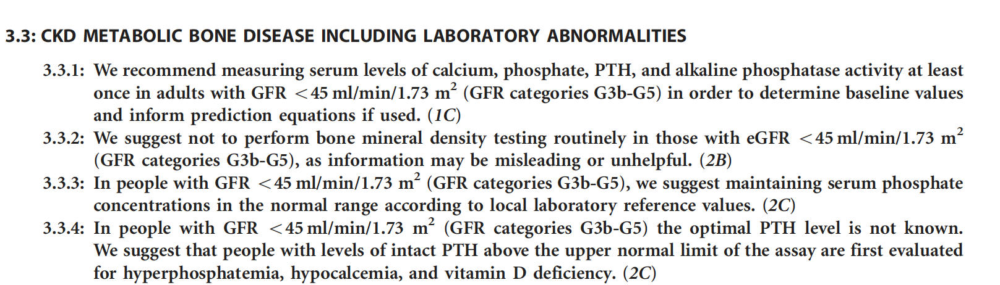 3.3: CKD METABOLIC BONE DISEASE INCLUDING LABORATORY ABNORMALITIES
3.3.1: We recommend measuring serum levels of calcium, phosphate, PTH, and alkaline phosphatase activity at least
once in adults with GFR <45 ml/min/1.73 m² (GFR categories G3b-G5) in order to determine baseline values
and inform prediction equations if used. (1C)
3.3.2: We suggest not to perform bone mineral density testing routinely in those with eGFR <45 ml/min/1.73 m²
(GFR categories G3b-G5), as information may be misleading or unhelpful. (2B)
3.3.3: In people with GFR <45 ml/min/1.73 m² (GFR categories G3b-G5), we suggest maintaining serum phosphate
concentrations in the normal range according to local laboratory reference values. (2C)
3.3.4: In people with GFR <45 ml/min/1.73 m² (GFR categories G3b-G5) the optimal PTH level is not known.
We suggest that people with levels of intact PTH above the upper normal limit of the assay are first evaluated
for hyperphosphatemia, hypocalcemia, and vitamin D deficiency. (2C)